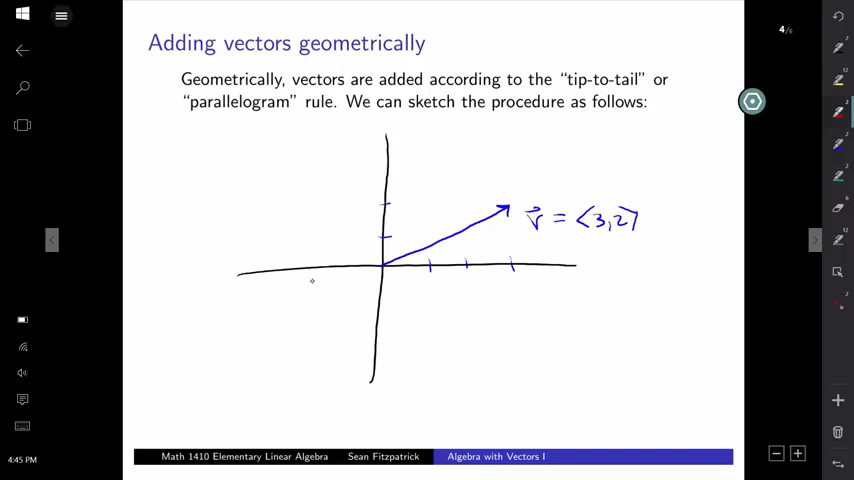 4/6
Adding vectors geometrically
Geometrically, vectors are added according to the “tip-to-tail” or
“parallelogram” rule. We can sketch the procedure as follows:
v⃗ = ⟨3,2⟩
Math 1410 Elementary Linear Algebra Sean Fitzpatrick Algebra with Vectors I
4:45 PM